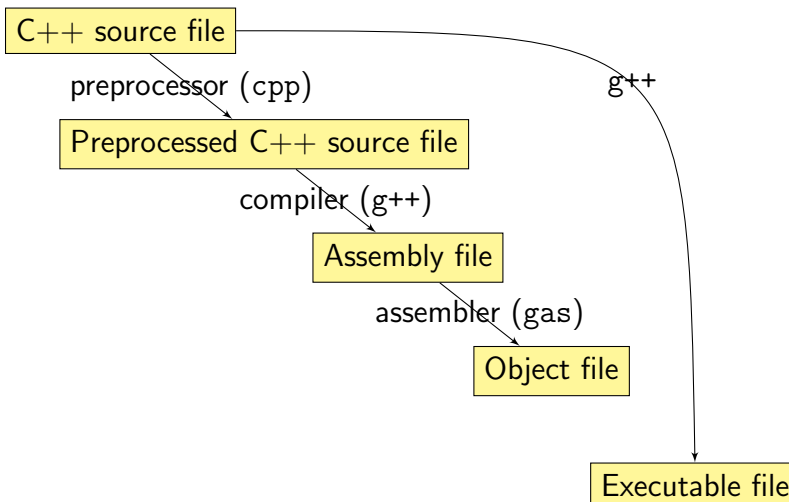 C++ source file
preprocessor (cpp)
g++
Preprocessed C++ source file
compiler (g++)
Assembly file
assembler (gas)
Object file
Executable file